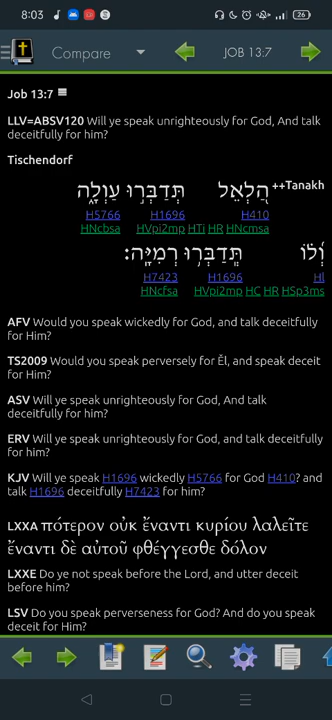 8:03
26
Compare
JOB 13:7
Job 13:7
LLV=ABSV120 Will ye speak unrighteously for God, And talk
deceitfully for him?
Tischendorf
++Tanakh הַ֭לְאֵל תְּדַבְּר֣וּ עַוְלָ֑ה
H5766 H1696 H410
HNcbsa HVpi2mp HTi HR HNcmsa
וְ֝ל֗וֹ תְּֽדַבְּר֥וּ רְמִיָּֽה׃
H7423 H1696 Hl
HNcfsa HVpi2mp HC HR HSp3ms
AFV Would you speak wickedly for God, and talk deceitfully
for Him?
TS2009 Would you speak perversely for Ěl, and speak deceit
for Him?
ASV Will ye speak unrighteously for God, And talk
deceitfully for him?
ERV Will ye speak unrighteously for God, and talk deceitfully
for him?
KJV Will ye speak H1696 wickedly H5766 for God H410? and
talk H1696 deceitfully H7423 for him?
LXXA πότερον οὐκ ἔναντι κυρίου λαλεῖτε
ἔναντι δὲ αὐτοῦ φθέγγεσθε δόλον
LXXE Do ye not speak before the Lord, and utter deceit
before him?
LSV Do you speak perverseness for God? And do you speak
deceit for Him?